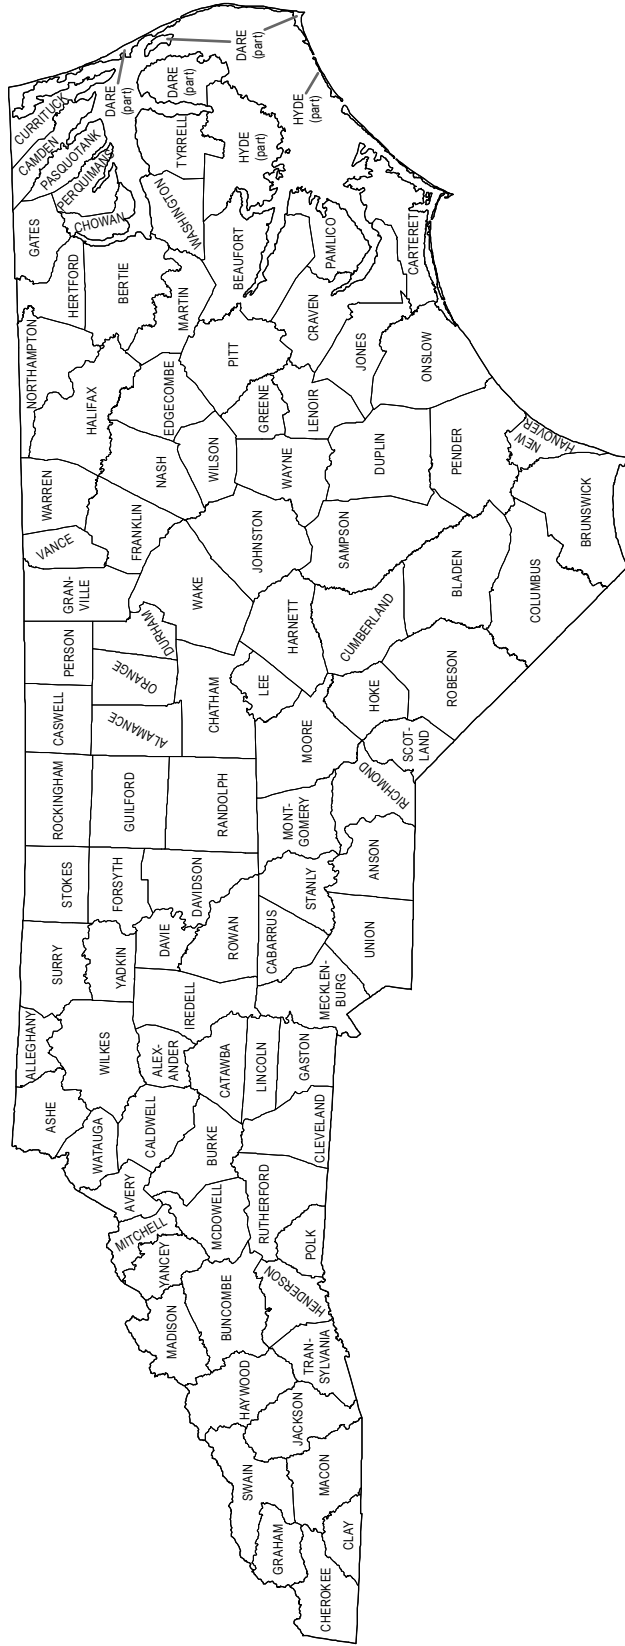 CURRITUCK
CAMDEN
PASQUOTANK
PERQUIMANS
GATES
CHOWAN
HERTFORD
BERTIE
NORTHAMPTON
HALIFAX
WARREN
VANCE
GRAN-
VILLE
PERSON
CASWELL
ROCKINGHAM
STOKES
SURRY
ALLEGHANY
ASHE
DARE
(part)
DARE
(part)
DARE
(part)
TYRRELL
WASHINGTON
MARTIN
EDGECOMBE
NASH
FRANKLIN
DURHAM
ORANGE
ALAMANCE
GUILFORD
FORSYTH
YADKIN
WILKES
WATAUGA
HYDE
(part)
HYDE
(part)
BEAUFORT
PITT
WILSON
WAKE
CHATHAM
RANDOLPH
DAVIDSON
DAVIE
IREDELL
ALEX-
ANDER
CALDWELL
AVERY
MITCHELL
YANCEY
MADISON
PAMLICO
CRAVEN
GREENE
LENOIR
WAYNE
JOHNSTON
HARNETT
LEE
ROWAN
CATAWBA
BURKE
MCDOWELL
BUNCOMBE
HAYWOOD
SWAIN
GRAHAM
CARTERET
JONES
DUPLIN
SAMPSON
CUMBERLAND
MOORE
MONT-
GOMERY
STANLY
CABARRUS
LINCOLN
GASTON
CLEVELAND
RUTHERFORD
POLK
HENDERSON
TRAN-
SYLVANIA
JACKSON
MACON
CLAY
CHEROKEE
ONSLOW
PENDER
BLADEN
HOKE
SCOT-
LAND
RICHMOND
ANSON
UNION
MECKLEN-
BURG
NEW
HANOVER
BRUNSWICK
COLUMBUS
ROBESON